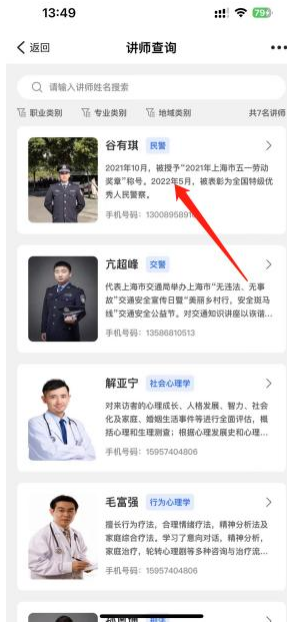 13:49
79
返回
讲师查询
请输入讲师姓名搜索
职业类别 专业类别 地域类别 共7名讲师
谷有琪 民警
2021年10月，被授予“2021年上海市五一劳动
奖章”称号。2022年5月，被表彰为全国特级优
秀人民警察。
手机号码：1300895891
亢超峰 交警
代表上海市交通局举办上海市“无违法、无事
故”交通安全宣传日暨“美丽乡村行，安全斑马
线”交通安全公益节。对交通知识讲座以诙谐...
手机号码：13586810513
解亚宁 社会心理学
对来访者的心理成长、人格发展、智力、社会
化及家庭、婚姻生活事件等进行全面评估，概
括心理和生理测查；根据心理发展史和心理...
手机号码：15957404806
毛富强 行为心理学
擅长行为疗法，合理情绪疗法，精神分析法及
家庭综合疗法，学习了意向对话，精神分析，
家庭治疗，轮转心理剧等多种咨询与治疗流...
手机号码：15957404806